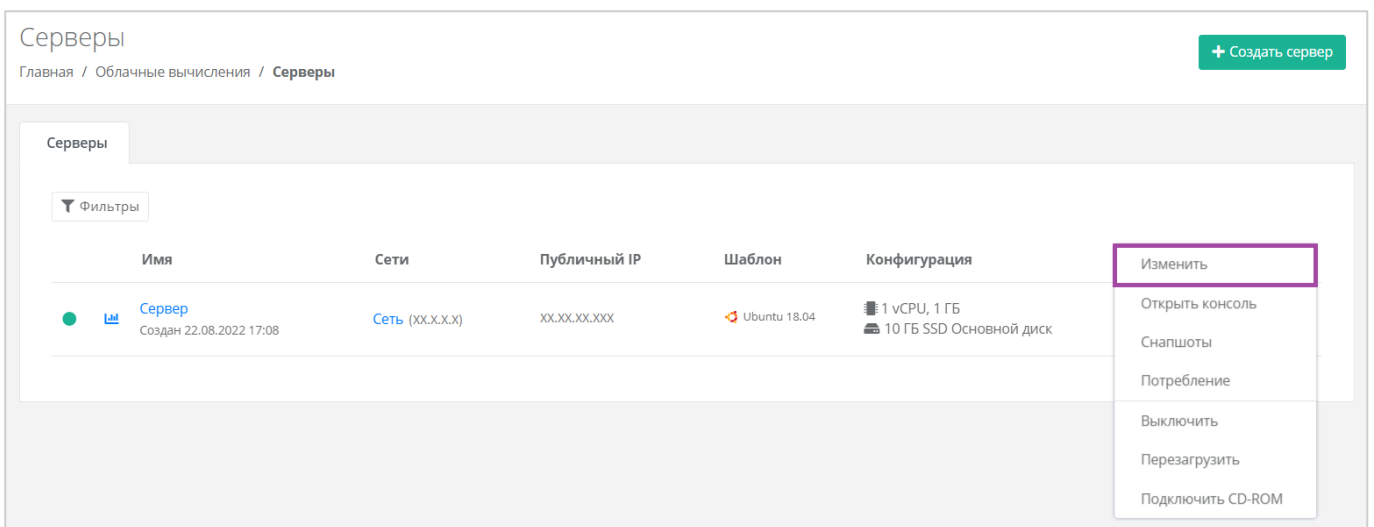 Серверы
Главная / Облачные вычисления / Серверы
Создать сервер
Серверы
Фильтры
Имя Сети Публичный IP Шаблон Конфигурация
Сервер
Создан 22.08.2022 17:08
Сеть (XX.X.X.X)
XX.XX.XX.XXX
Ubuntu 18.04
1 vCPU, 1 ГБ
10 ГБ SSD Основной диск
Изменить
Открыть консоль
Снапшоты
Потребление
Выключить
Перезагрузить
Подключить CD-ROM